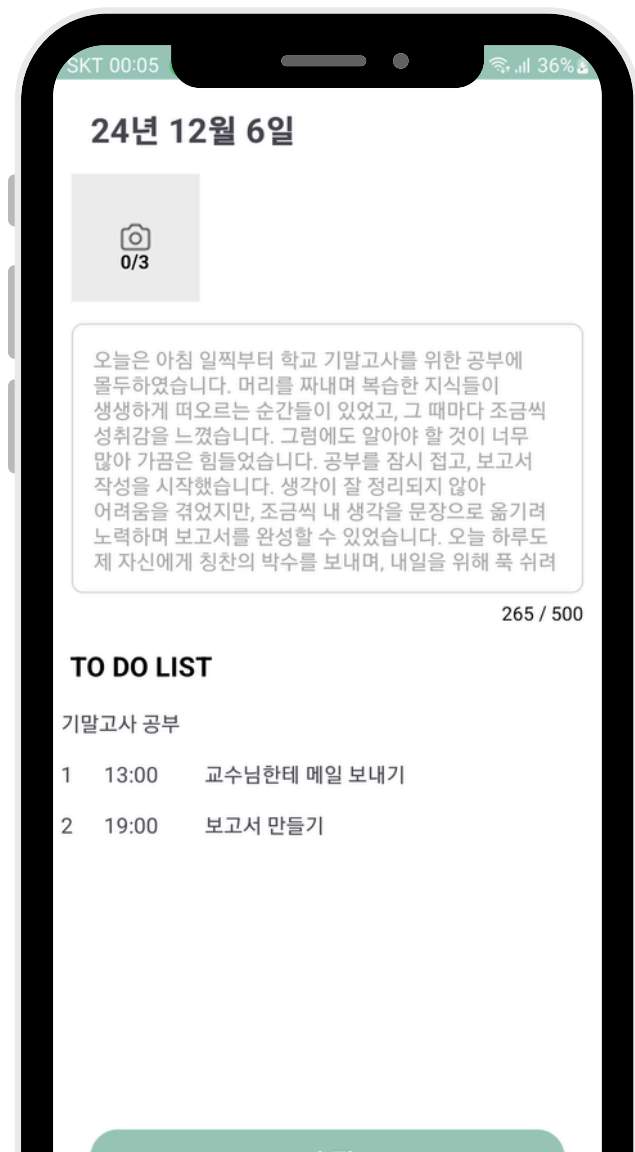 SKT 00:05
36%
24년 12월 6일
0/3
오늘은 아침 일찍부터 학교 기말고사를 위한 공부에
몰두하였습니다. 머리를 짜내며 복습한 지식들이
생생하게 떠오르는 순간들이 있었고, 그 때마다 조금씩
성취감을 느꼈습니다. 그럼에도 알아야 할 것이 너무
많아 가끔은 힘들었습니다. 공부를 잠시 접고, 보고서
작성을 시작했습니다. 생각이 잘 정리되지 않아
어려움을 겪었지만, 조금씩 내 생각을 문장으로 옮기려
노력하며 보고서를 완성할 수 있었습니다. 오늘 하루도
제 자신에게 칭찬의 박수를 보내며, 내일을 위해 푹 쉬려
265 / 500
TO DO LIST
기말고사 공부
1 13:00 교수님한테 메일 보내기
2 19:00 보고서 만들기